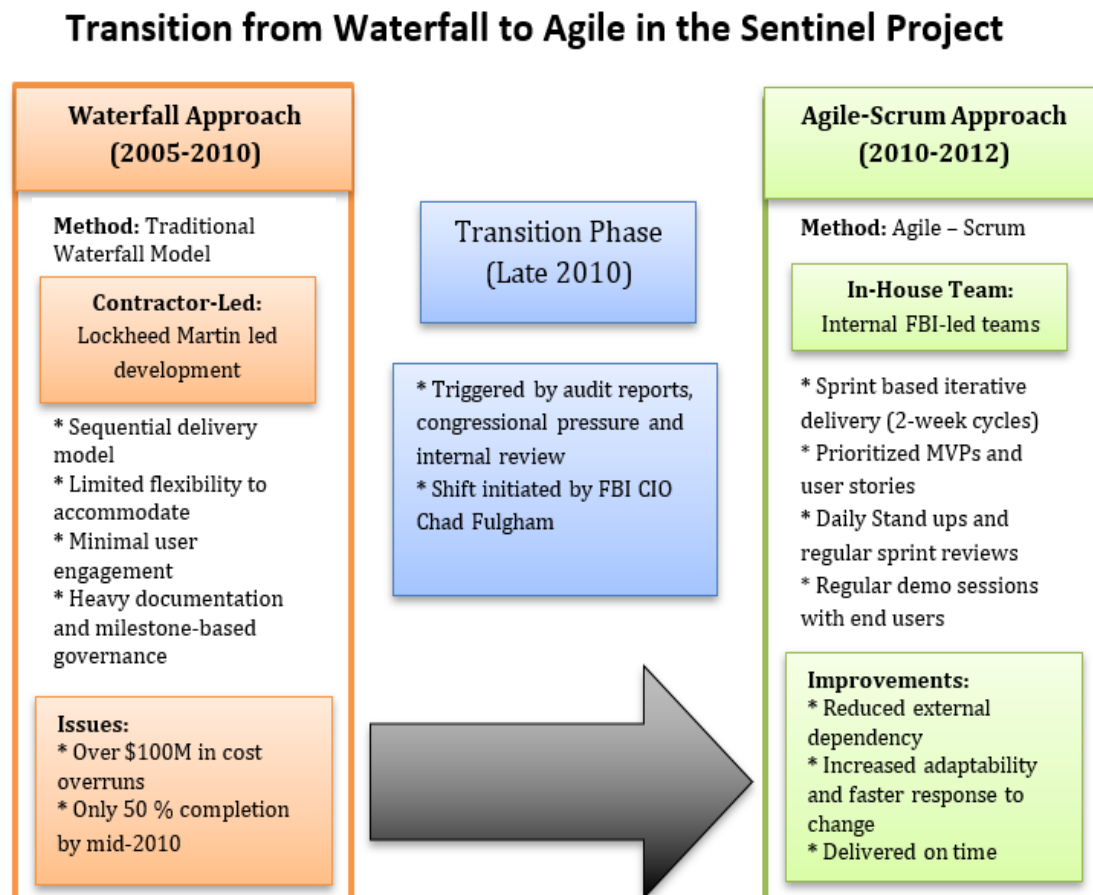 Transition from Waterfall to Agile in the Sentinel Project
Waterfall Approach
(2005-2010)
Method: Traditional
Waterfall Model
Contractor-Led:
Lockheed Martin led
development
* Sequential delivery
model
* Limited flexibility to
accommodate
* Minimal user
engagement
* Heavy documentation
and milestone-based
governance
Issues:
* Over $100M in cost
overruns
* Only 50 % completion
by mid-2010
Transition Phase
(Late 2010)
* Triggered by audit reports,
congressional pressure and
internal review
* Shift initiated by FBI CIO
Chad Fulgham
Agile-Scrum Approach
(2010-2012)
Method: Agile – Scrum
In-House Team:
Internal FBI-led teams
* Sprint based iterative
delivery (2-week cycles)
* Prioritized MVPs and
user stories
* Daily Stand ups and
regular sprint reviews
* Regular demo sessions
with end users
Improvements:
* Reduced external
dependency
* Increased adaptability
and faster response to
change
* Delivered on time